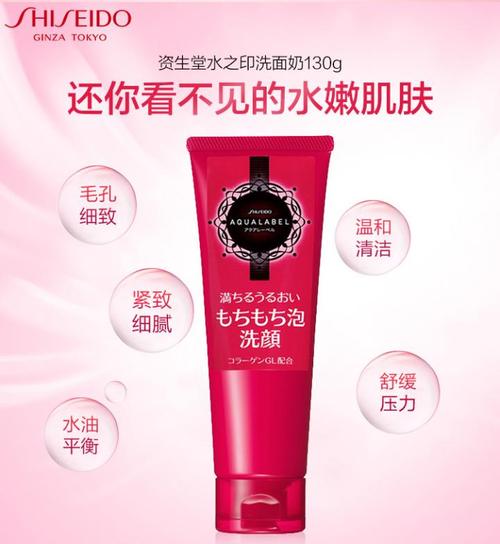 SHISEIDO
GINZA TOKYO
资生堂水之印洗面奶130g
还你看不见的水嫩肌肤
毛孔
细致
温和
清洁
紧致
细腻
舒缓
压力
水油
平衡
SHISEIDO
AQUALABEL
アクアレーベル
満ちるうるおい
もちもち泡
洗顔
コラーゲンGL配合